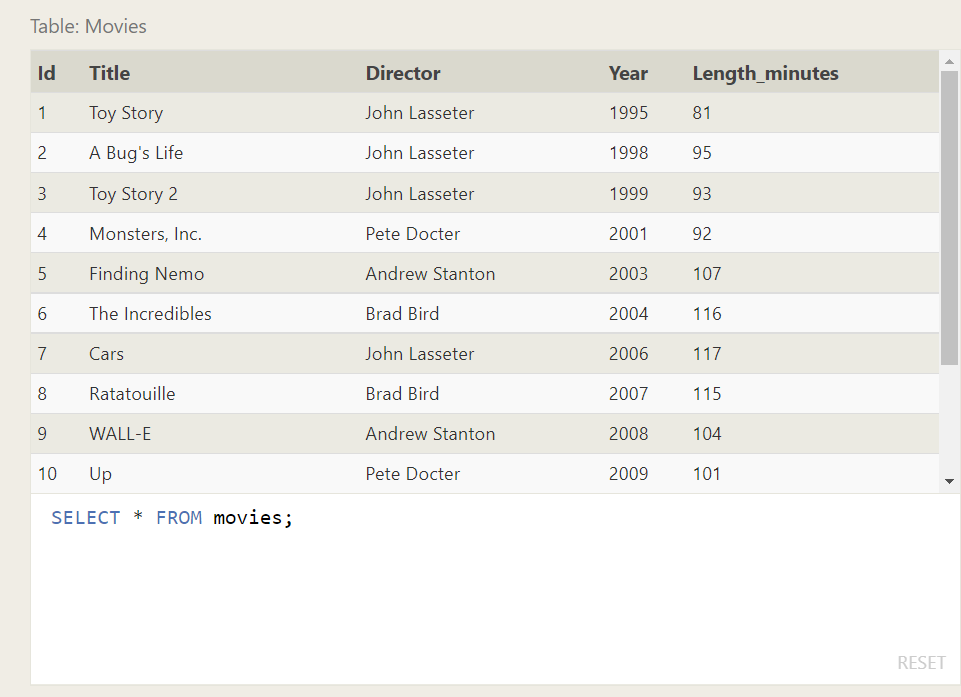 Table: Movies
Id Title Director Year Length_minutes
1 Toy Story John Lasseter 1995 81
2 A Bug's Life John Lasseter 1998 95
3 Toy Story 2 John Lasseter 1999 93
4 Monsters, Inc. Pete Docter 2001 92
5 Finding Nemo Andrew Stanton 2003 107
6 The Incredibles Brad Bird 2004 116
7 Cars John Lasseter 2006 117
8 Ratatouille Brad Bird 2007 115
9 WALL-E Andrew Stanton 2008 104
10 Up Pete Docter 2009 101
SELECT * FROM movies;
RESET